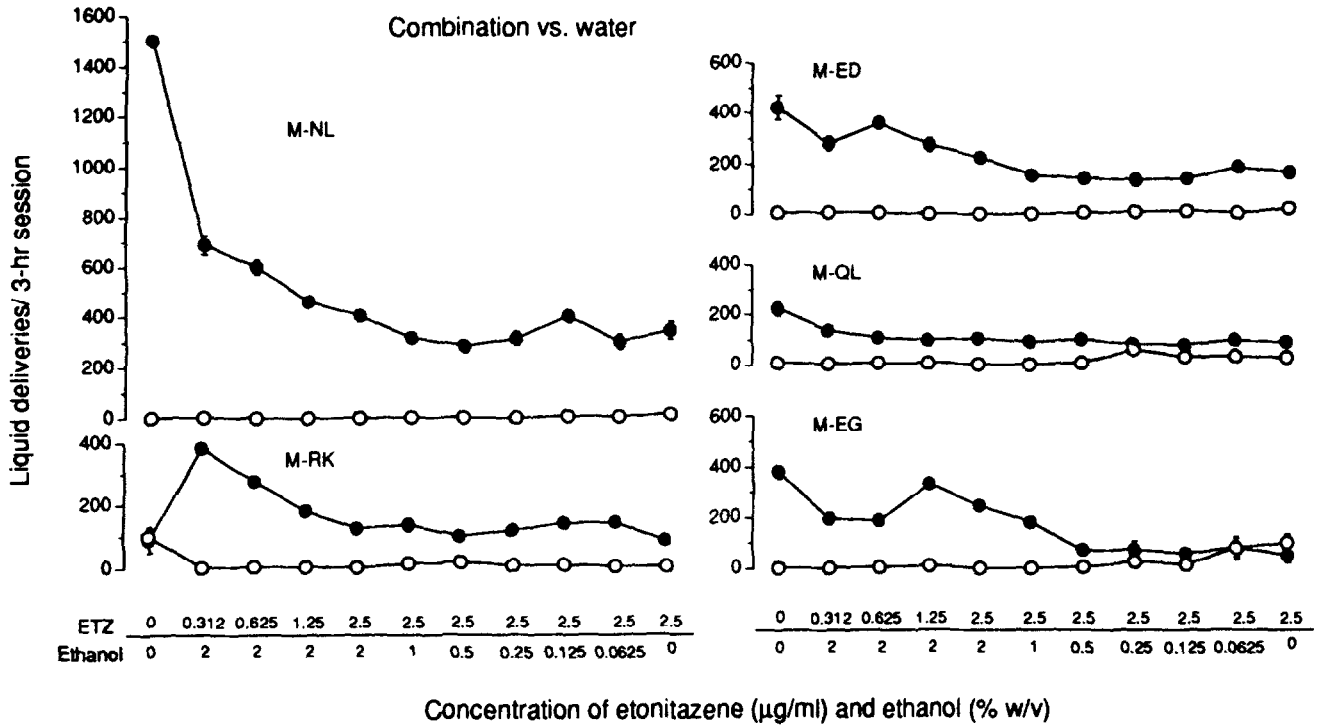 Combination vs. water
Liquid deliveries/ 3-hr session
1600
1400
1200
1000
800
600
400
200
0
M-NL
400
200
0
M-RK
600
400
200
0
M-ED
400
200
0
M-QL
600
400
200
0
M-EG
ETZ 0 0.312 0.625 1.25 2.5 2.5 2.5 2.5 2.5 2.5 2.5
Ethanol 0 2 2 2 2 1 0.5 0.25 0.125 0.0625 0
0 0.312 0.625 1.25 2.5 2.5 2.5 2.5 2.5 2.5 2.5
0 2 2 2 2 1 0.5 0.25 0.125 0.0625 0
Concentration of etonitazene (μg/ml) and ethanol (% w/v)